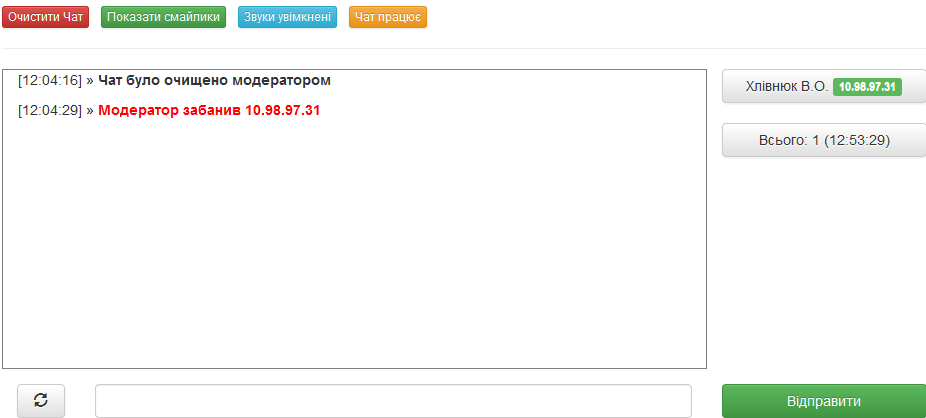 Очистити Чат Показати смайлики Звуки увімкнені Чат працює
[12:04:16] » Чат було очищено модератором
Хлівнюк В.О. 10.98.97.31
[12:04:29] » Модератор забанив 10.98.97.31
Всього: 1 (12:53:29)
Відправити